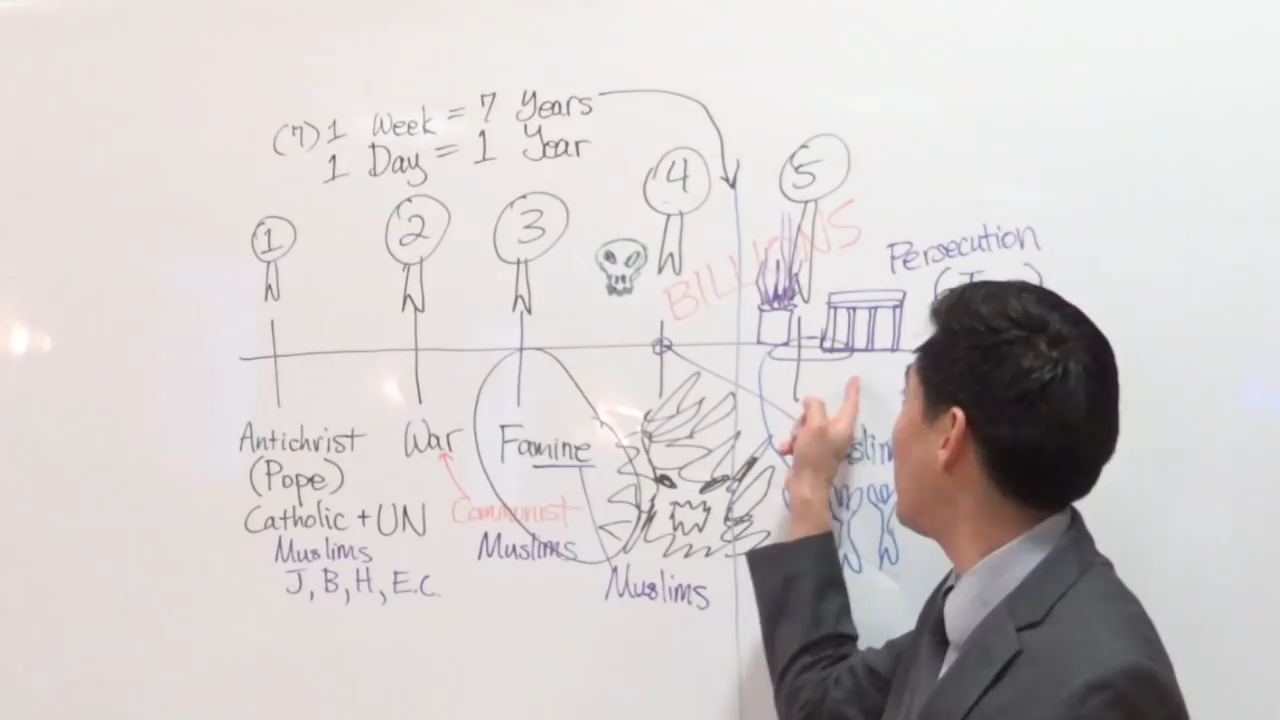 (7) 1 Week = 7 Years
1 Day = 1 Year
1
2
3
4
5
BILLIONS
Persecution
Antichrist
(Pope)
Catholic + UN
Muslims
J, B, H, E.C.
War
Communist
Famine
Muslims
Muslims